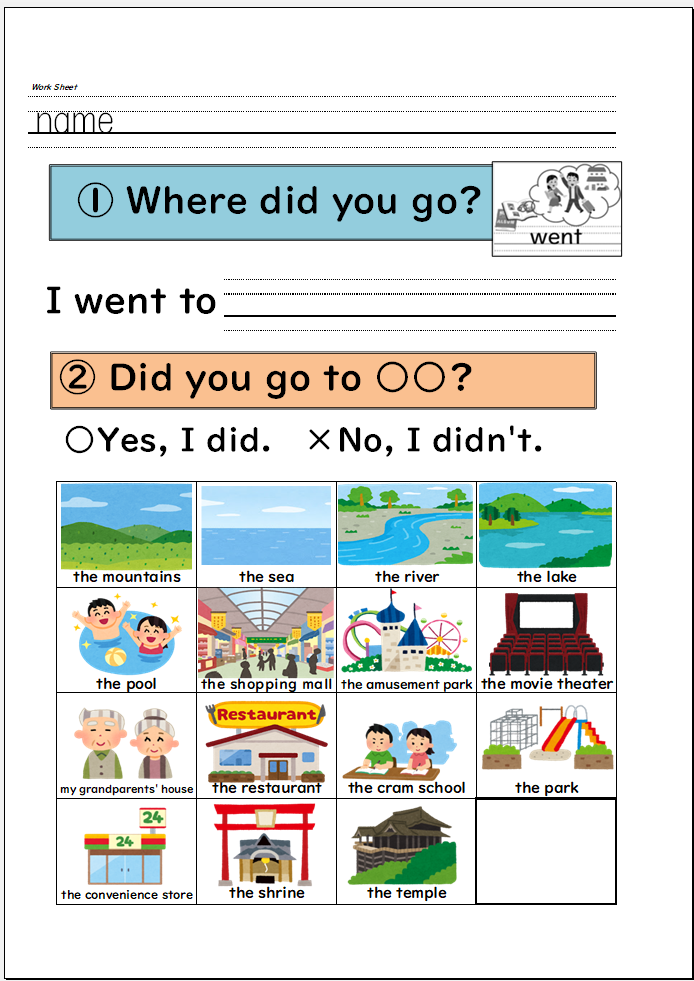 Work Sheet
name
① Where did you go?
went
I went to
② Did you go to ○○?
○Yes, I did. ×No, I didn't.
the mountains the sea the river the lake
the pool the shopping mall the amusement park the movie theater
Restaurant
my grandparents' house the restaurant the cram school the park
24
24
the convenience store the shrine the temple